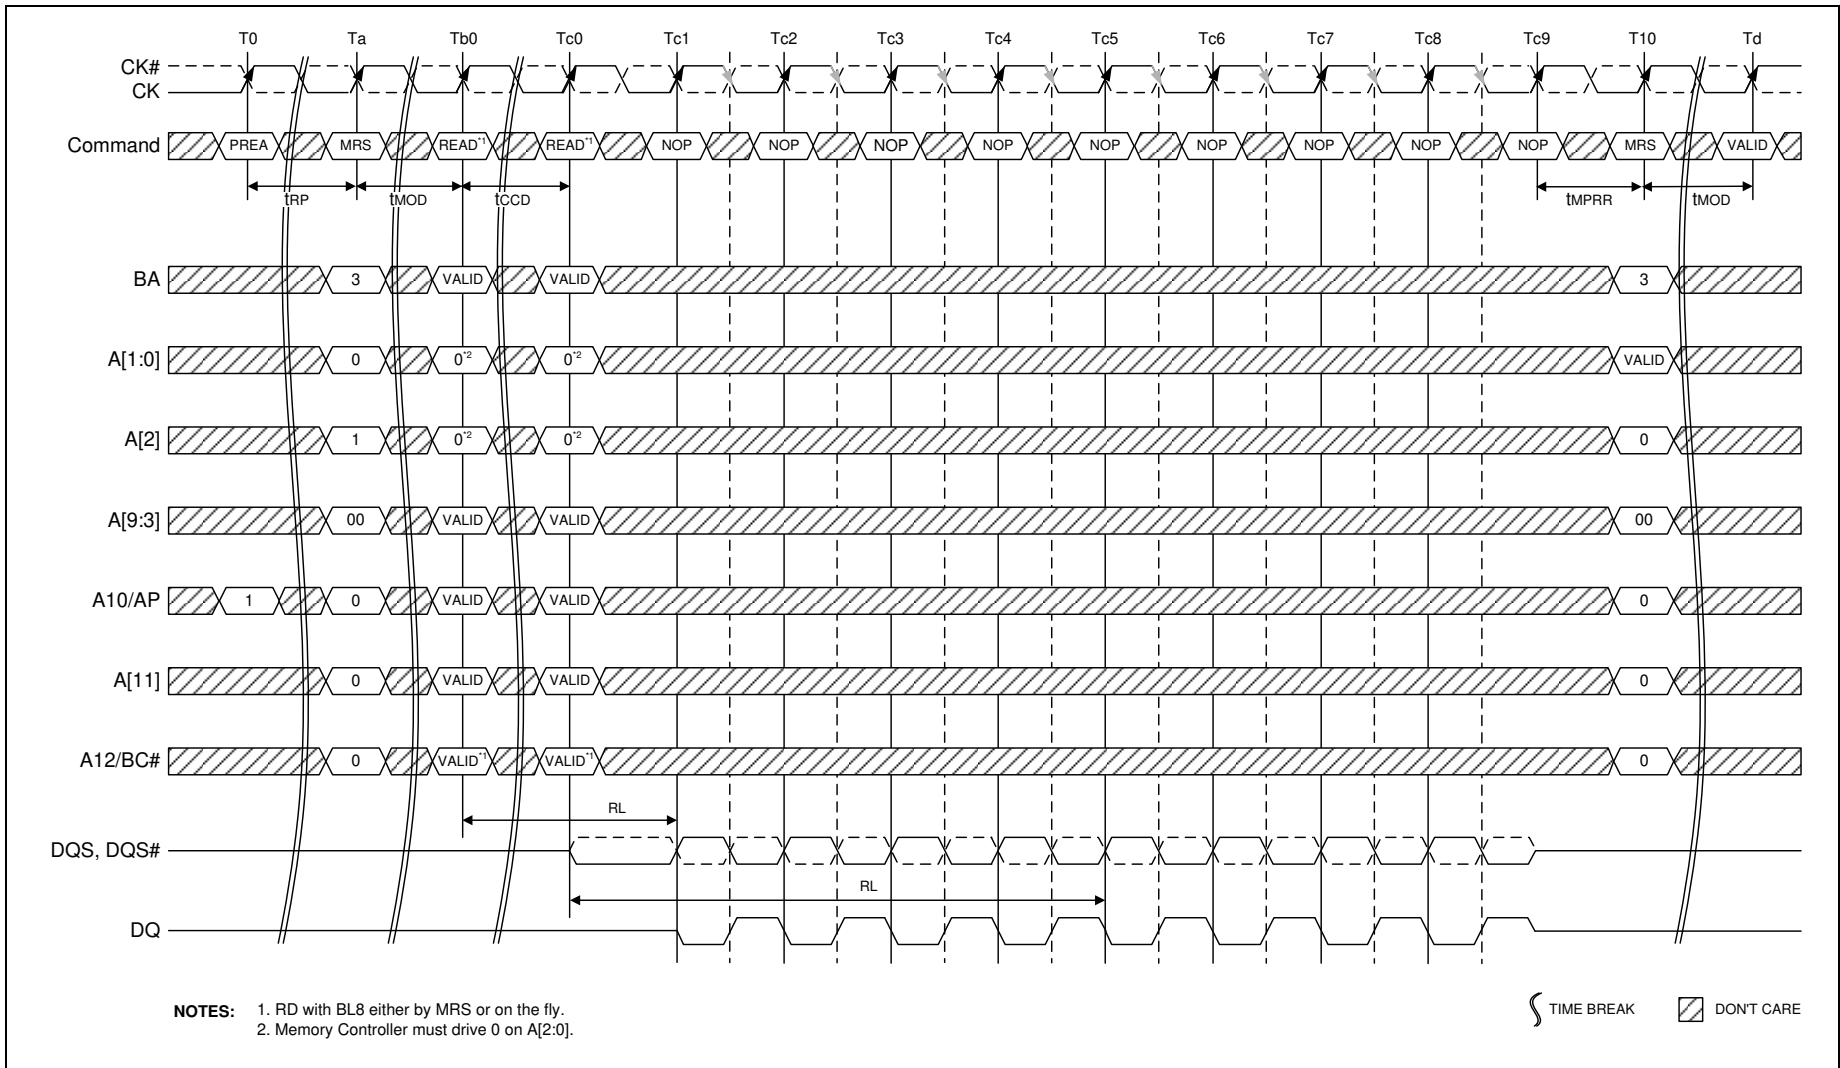 T0 Ta Tb0 Tc0 Tc1 Tc2 Tc3 Tc4 Tc5 Tc6 Tc7 Tc8 Tc9 T10 Td
CK#
CK
Command PREA MRS READ*1 READ*1 NOP NOP NOP NOP NOP NOP NOP NOP NOP MRS VALID
tRP tMOD tCCD tMPRR tMOD
BA 3 VALID VALID 3
A[1:0] 0 0*2 0*2 VALID
A[2] 1 0*2 0*2 0
A[9:3] 00 VALID VALID 00
A10/AP 1 0 VALID VALID 0
A[11] 0 VALID VALID 0
A12/BC# 0 VALID*1 VALID*1 0
RL
DQS, DQS#
RL
DQ
NOTES: 1. RD with BL8 either by MRS or on the fly.
2. Memory Controller must drive 0 on A[2:0].
TIME BREAK DON'T CARE